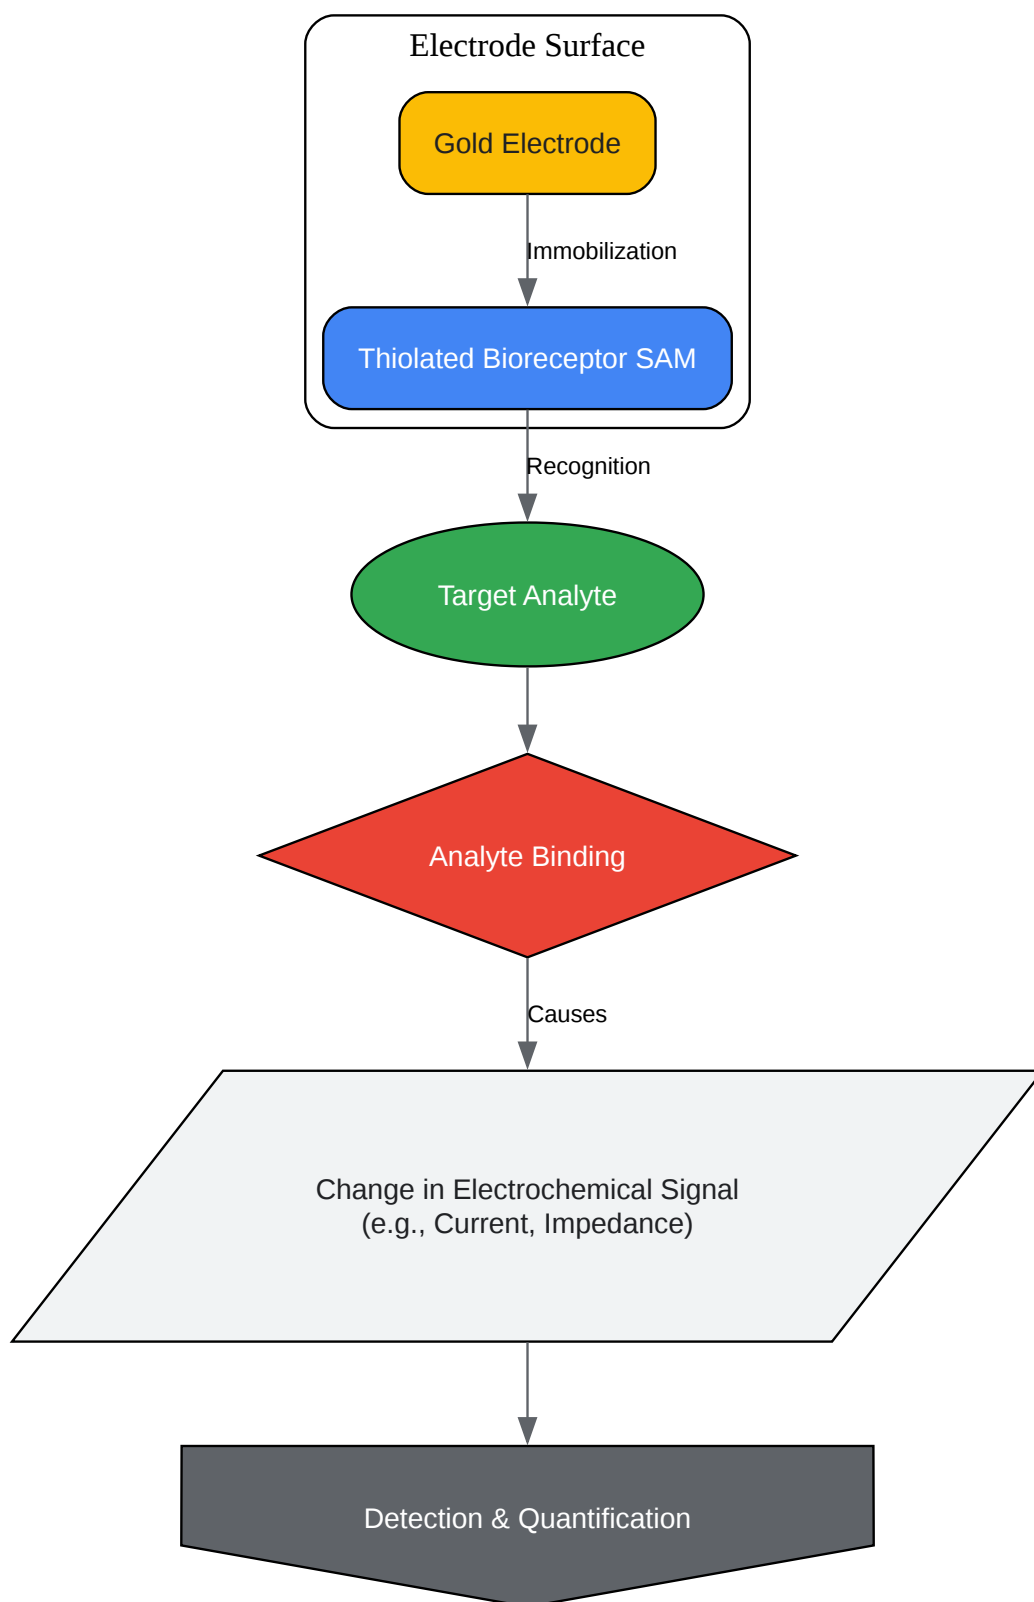 Electrode Surface
Gold Electrode
Immobilization
Thiolated Bioreceptor SAM
Recognition
Target Analyte
Analyte Binding
Causes
Change in Electrochemical Signal
(e.g., Current, Impedance)
Detection & Quantification